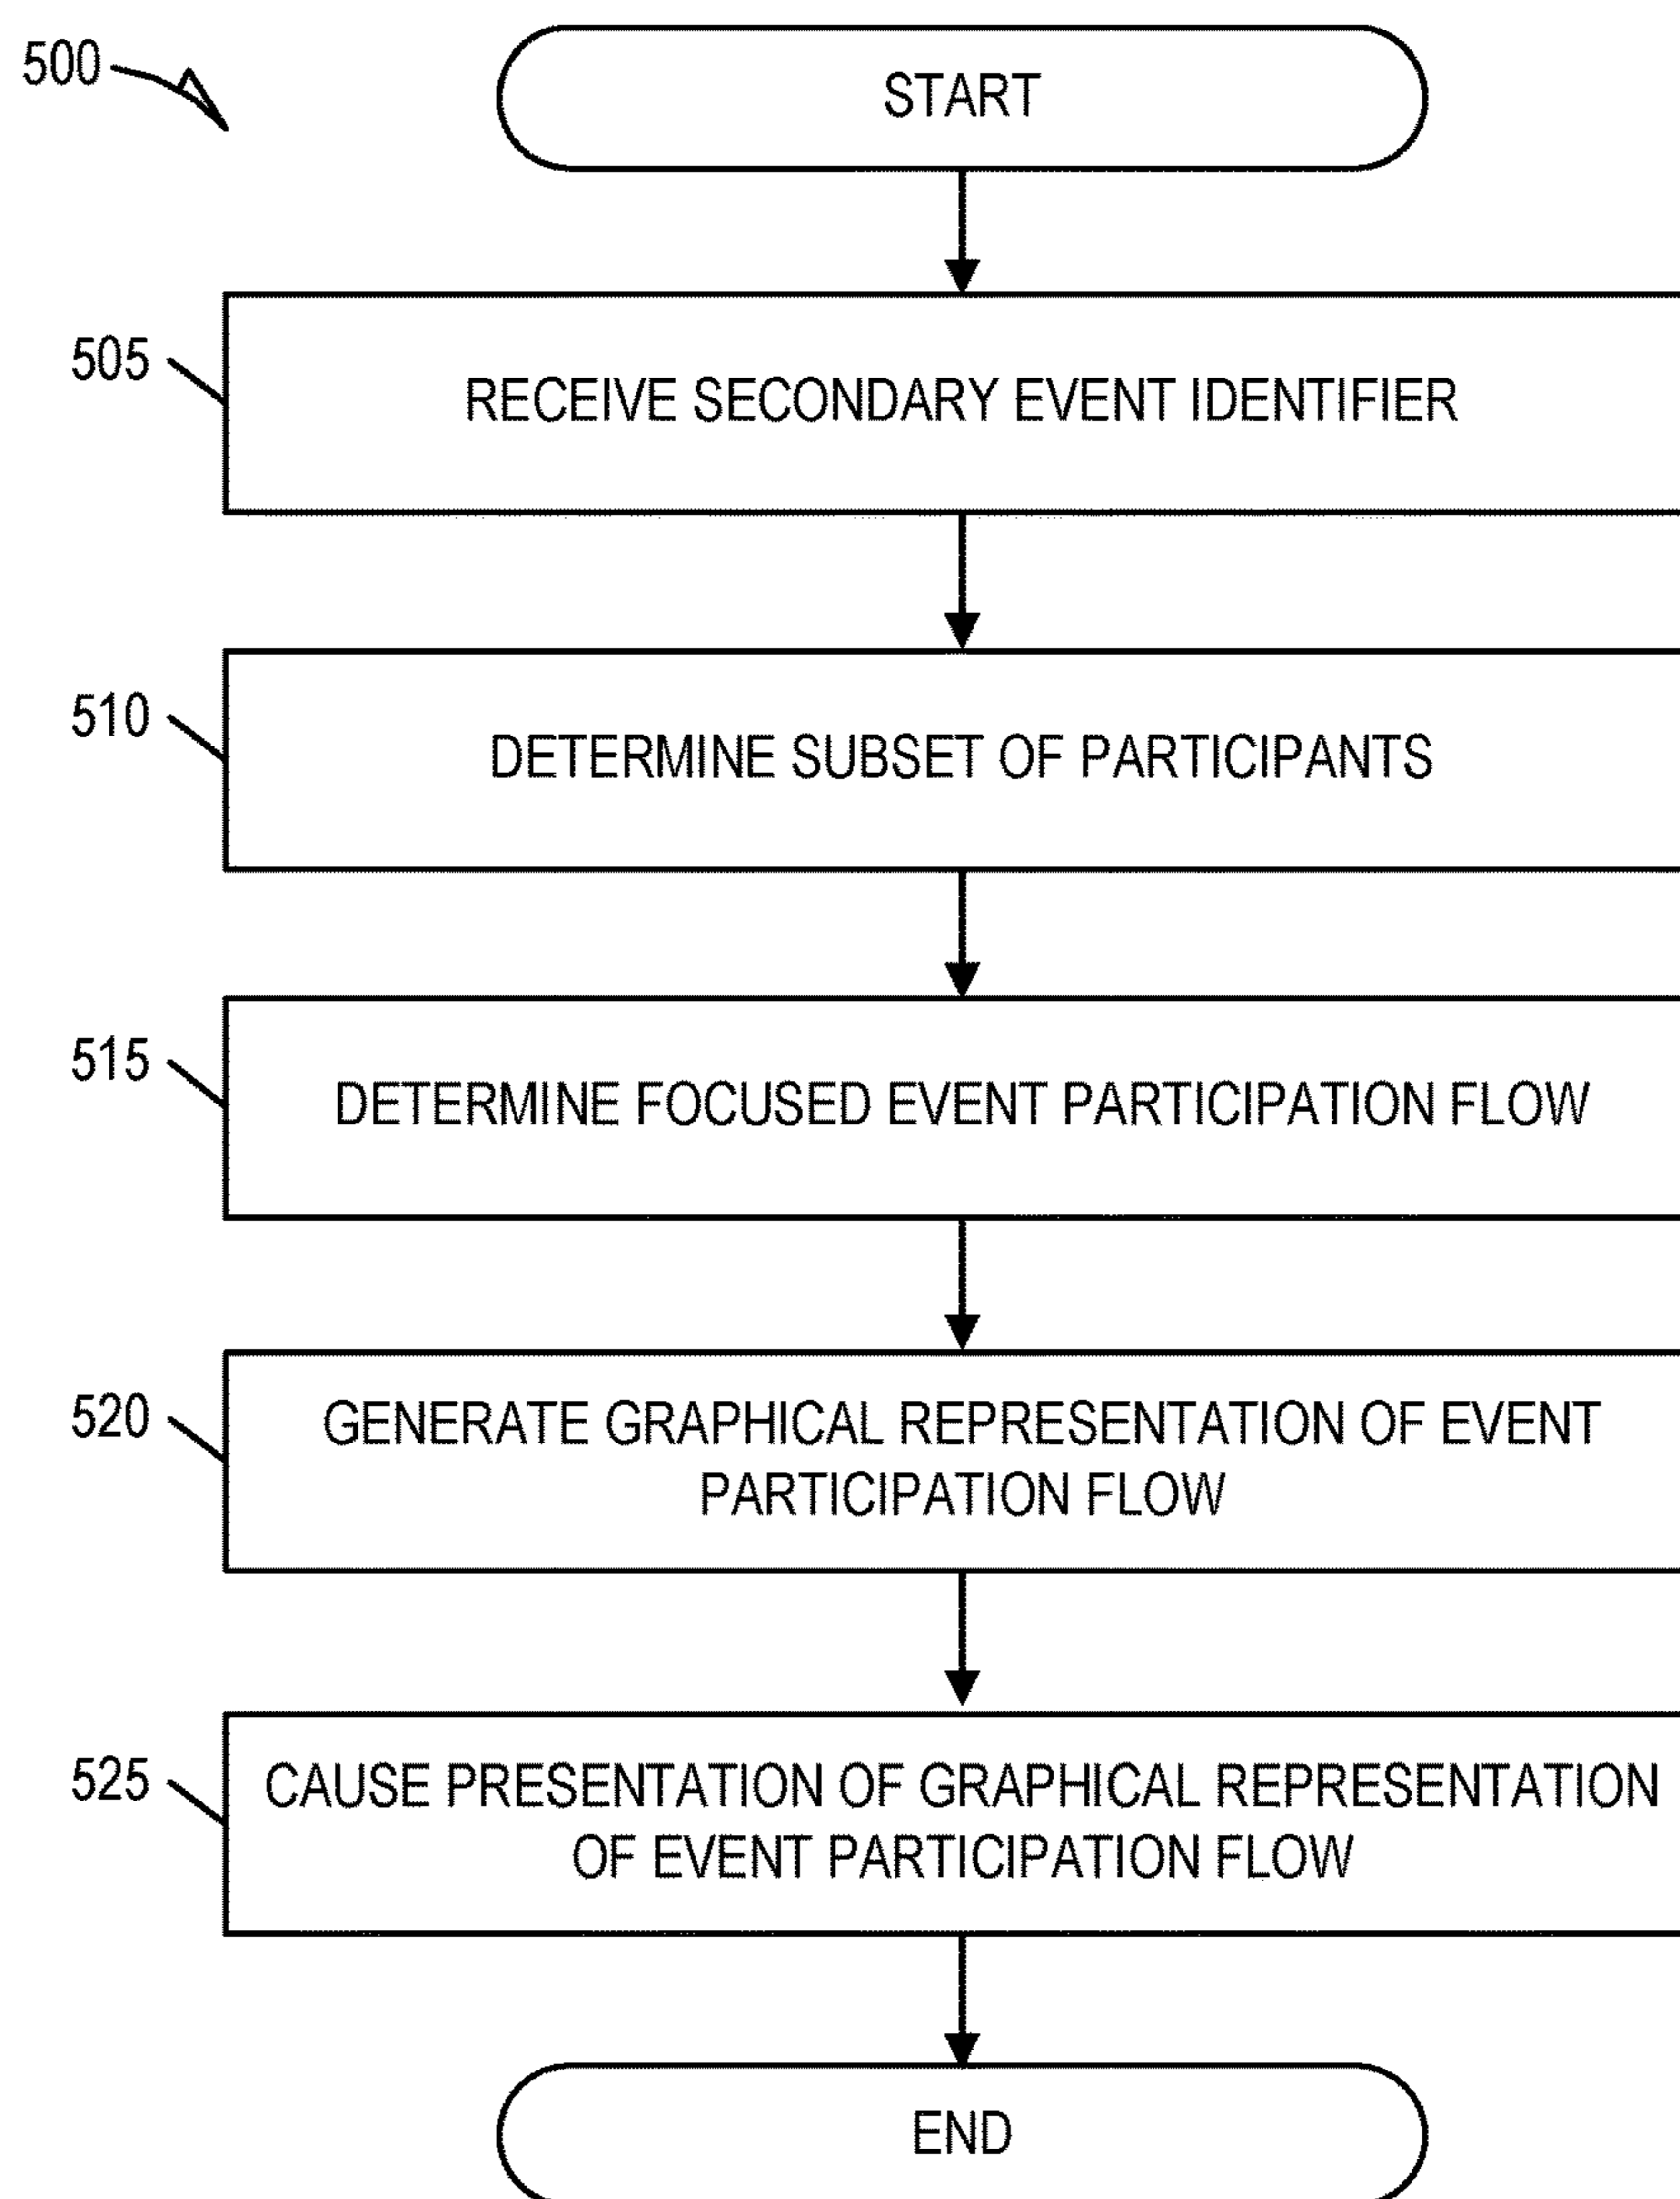 500
START
505
RECEIVE SECONDARY EVENT IDENTIFIER
510
DETERMINE SUBSET OF PARTICIPANTS
515
DETERMINE FOCUSED EVENT PARTICIPATION FLOW
520
GENERATE GRAPHICAL REPRESENTATION OF EVENT
PARTICIPATION FLOW
525
CAUSE PRESENTATION OF GRAPHICAL REPRESENTATION
OF EVENT PARTICIPATION FLOW
END